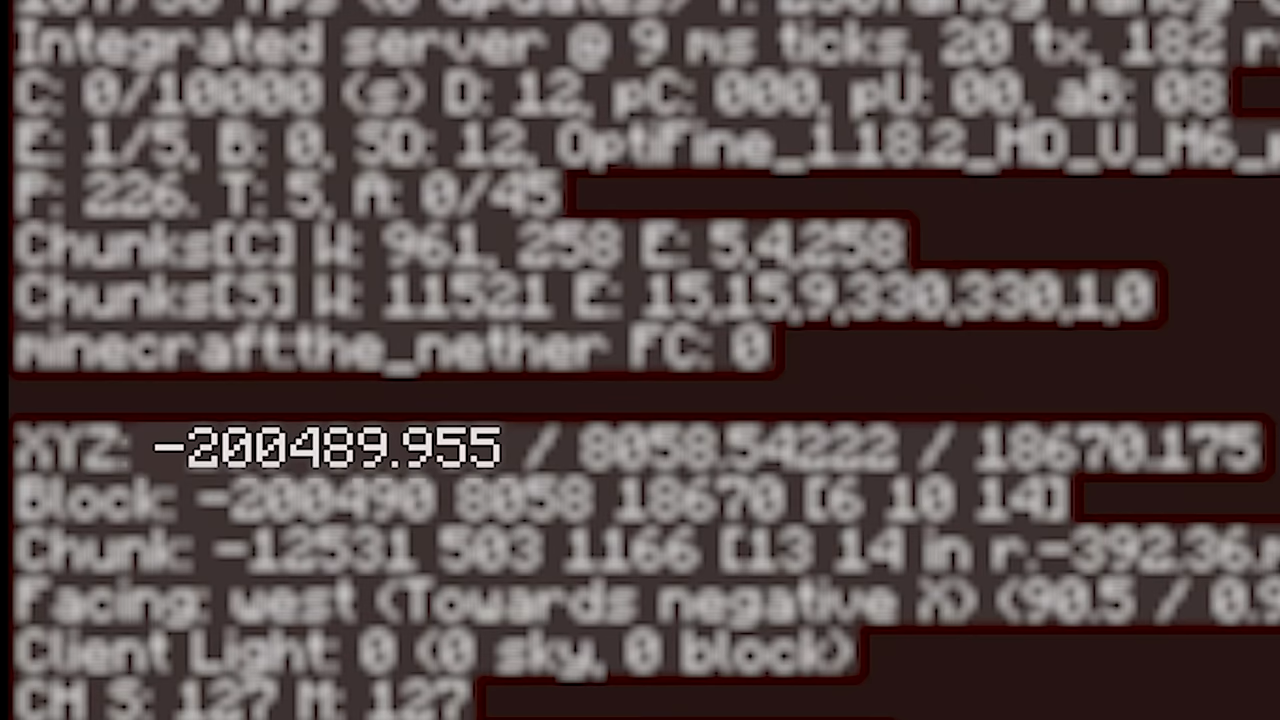 Integrated server @ 9 ms ticks, 20 tx, 182 r
C: 0/10000 (s) D: 12, pC: 000, pU: 00, aB: 08
E: 1/5, B: 0, SD: 12, OptiFine_1.18.2_HD_U_H6_
P: 226. T: 5, A: 0/45
Chunks[C] W: 961, 258 E: 5,4,258
Chunks[S] W: 11521 E: 15,15,9,330,330,1,0
minecraft:the_nether FC: 0
XYZ: -200489.955 / 8058.54222 / 18670.175
Block: -200490 8058 18670 [6 10 14]
Chunk: -12531 503 1166 [13 14 in r.-392.36.
Facing: west (Towards negative X) (90.5 / 0.9
Client Light: 0 (0 sky, 0 block)
CH S: 127 M: 127